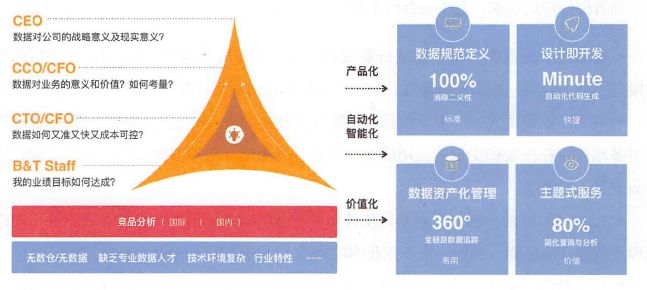 CEO
数据对公司的战略意义及现实意义?
CCO/CFO
数据对业务的意义和价值? 如何考量?
CTO/CFO
数据如何又准又快又成本可控?
B&T Staff
我的业绩目标如何达成?
竞品分析 ( 国际 | 国内 )
无数仓/无数据 缺乏专业数据人才 技术环境复杂 行业特性 ……
产品化
自动化
智能化
价值化
数据规范定义
100%
消除二义性
标准
设计即开发
Minute
自动化代码生成
快捷
数据资产化管理
360°
全链路数据追踪
易用
主题式服务
80%
简化查询与分析
价值